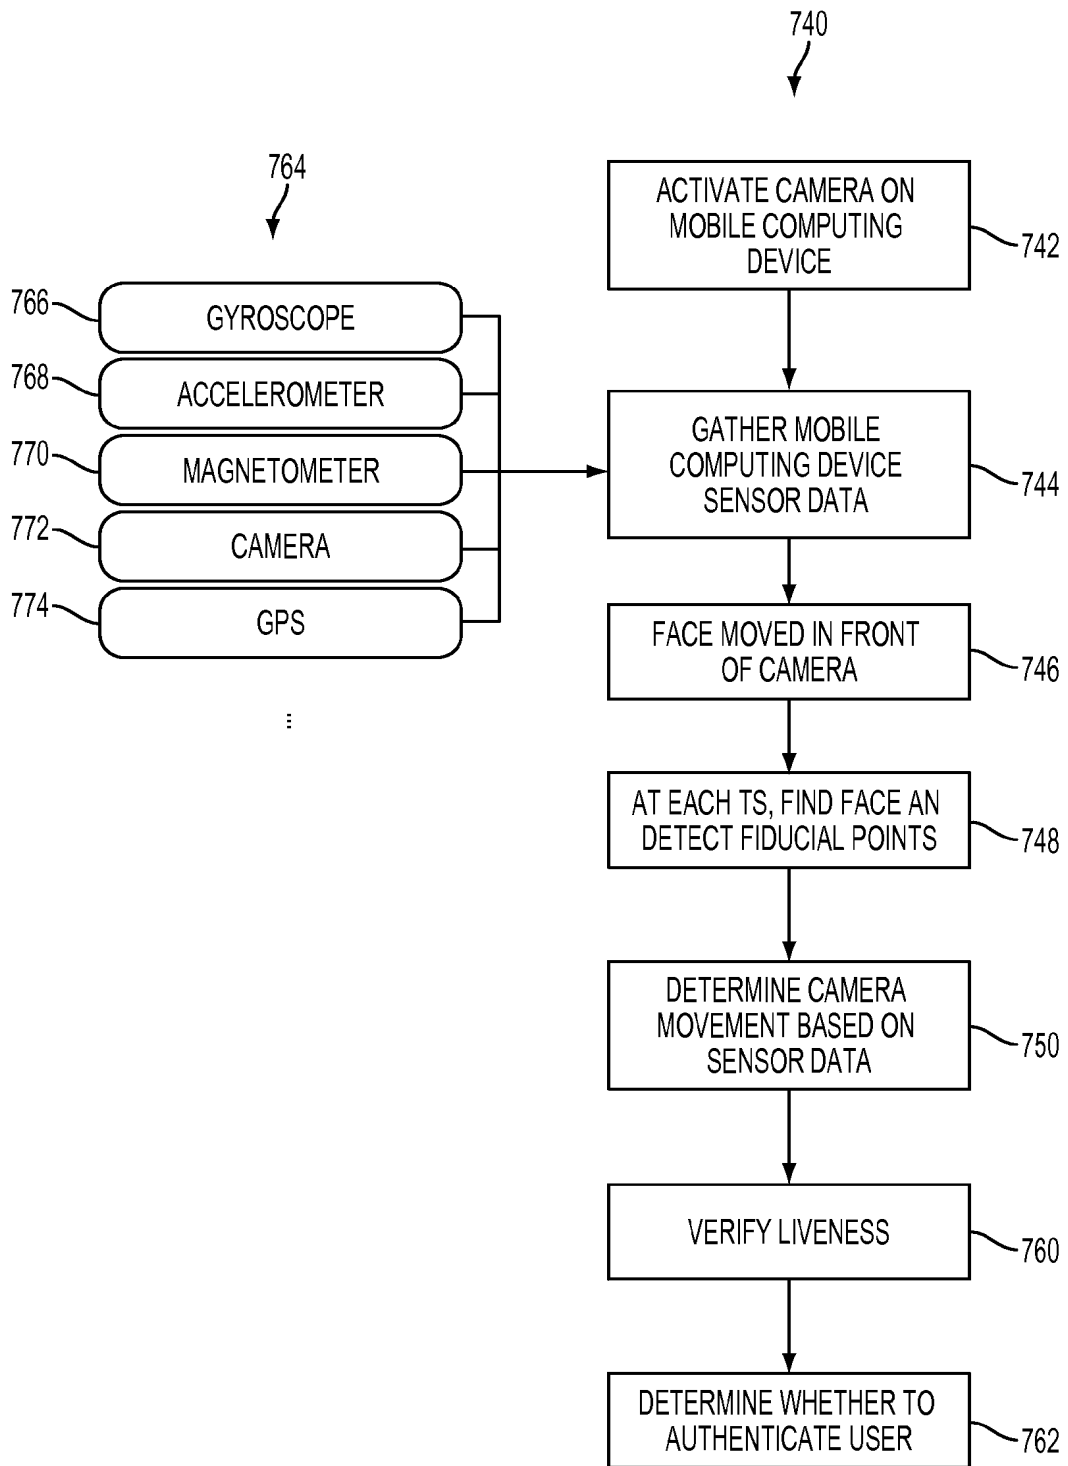 740
764
ACTIVATE CAMERA ON
MOBILE COMPUTING
DEVICE
742
766
GYROSCOPE
768
ACCELEROMETER
770
MAGNETOMETER
772
CAMERA
774
GPS
...
GATHER MOBILE
COMPUTING DEVICE
SENSOR DATA
744
FACE MOVED IN FRONT
OF CAMERA
746
AT EACH TS, FIND FACE AN
DETECT FIDUCIAL POINTS
748
DETERMINE CAMERA
MOVEMENT BASED ON
SENSOR DATA
750
VERIFY LIVENESS
760
DETERMINE WHETHER TO
AUTHENTICATE USER
762